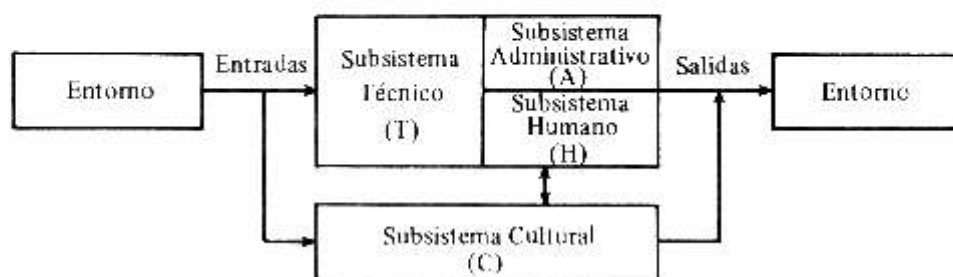 Entorno
Entradas
Subsistema
Técnico
(T)
Subsistema
Administrativo
(A)
Subsistema
Humano
(H)
Salidas
Entorno
Subsistema Cultural
(C)